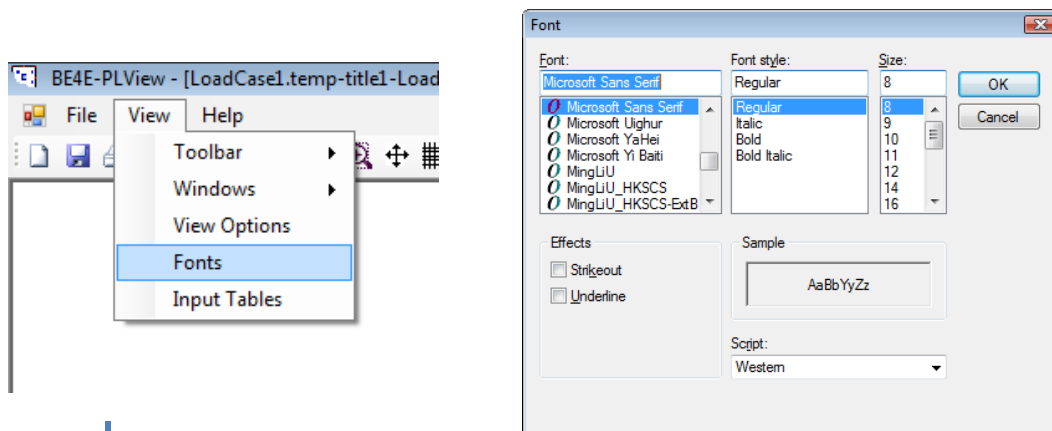 BE4E-PLView - [LoadCase1.temp-title1-Load
File View Help
Toolbar
Windows
View Options
Fonts
Input Tables
Font
Font: Font style: Size:
Microsoft Sans Serif Regular 8 OK
Microsoft Sans Serif Regular 8 Cancel
Microsoft Uighur Italic 9
Microsoft YaHei Bold 10
Microsoft Yi Baiti Bold Italic 11
MingLiU 12
MingLiU_HKSCS 14
MingLiU_HKSCS-ExtB 16
Effects Sample
Strikeout
AaBbYyZz
Underline
Script:
Western